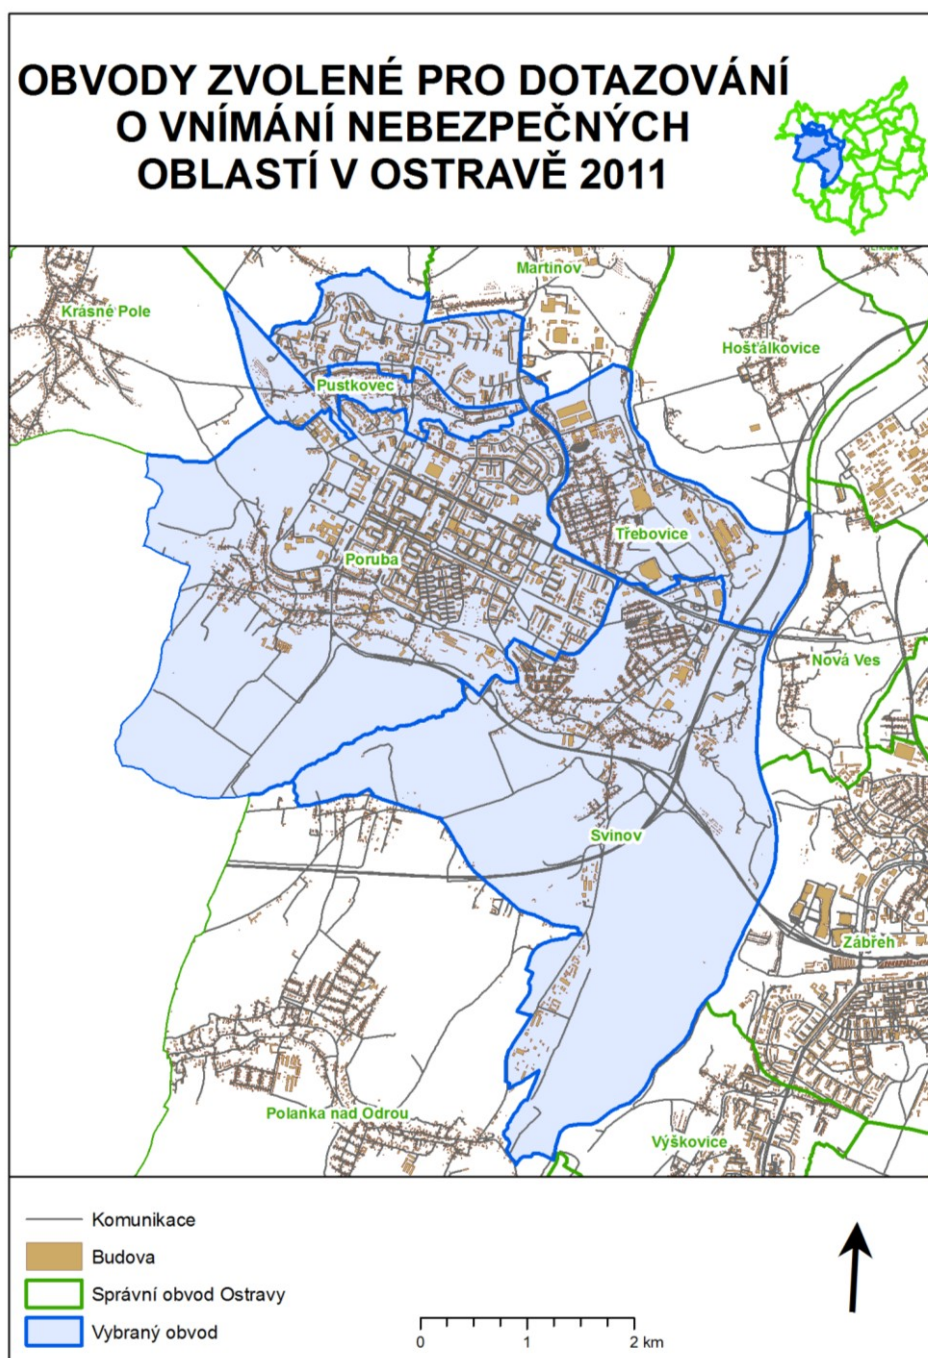 OBVODY ZVOLENÉ PRO DOTAZOVÁNÍ
O VNÍMÁNÍ NEBEZPEČNÝCH
OBLASTÍ V OSTRAVĚ 2011
Martinov
Krásné Pole
Hošťálkovice
Pustkovec
Třebovice
Poruba
Nová Ves
Svinov
Zábřeh
Polanka nad Odrou
Výškovice
Komunikace
Budova
Správní obvod Ostravy
Vybraný obvod
0 1 2 km